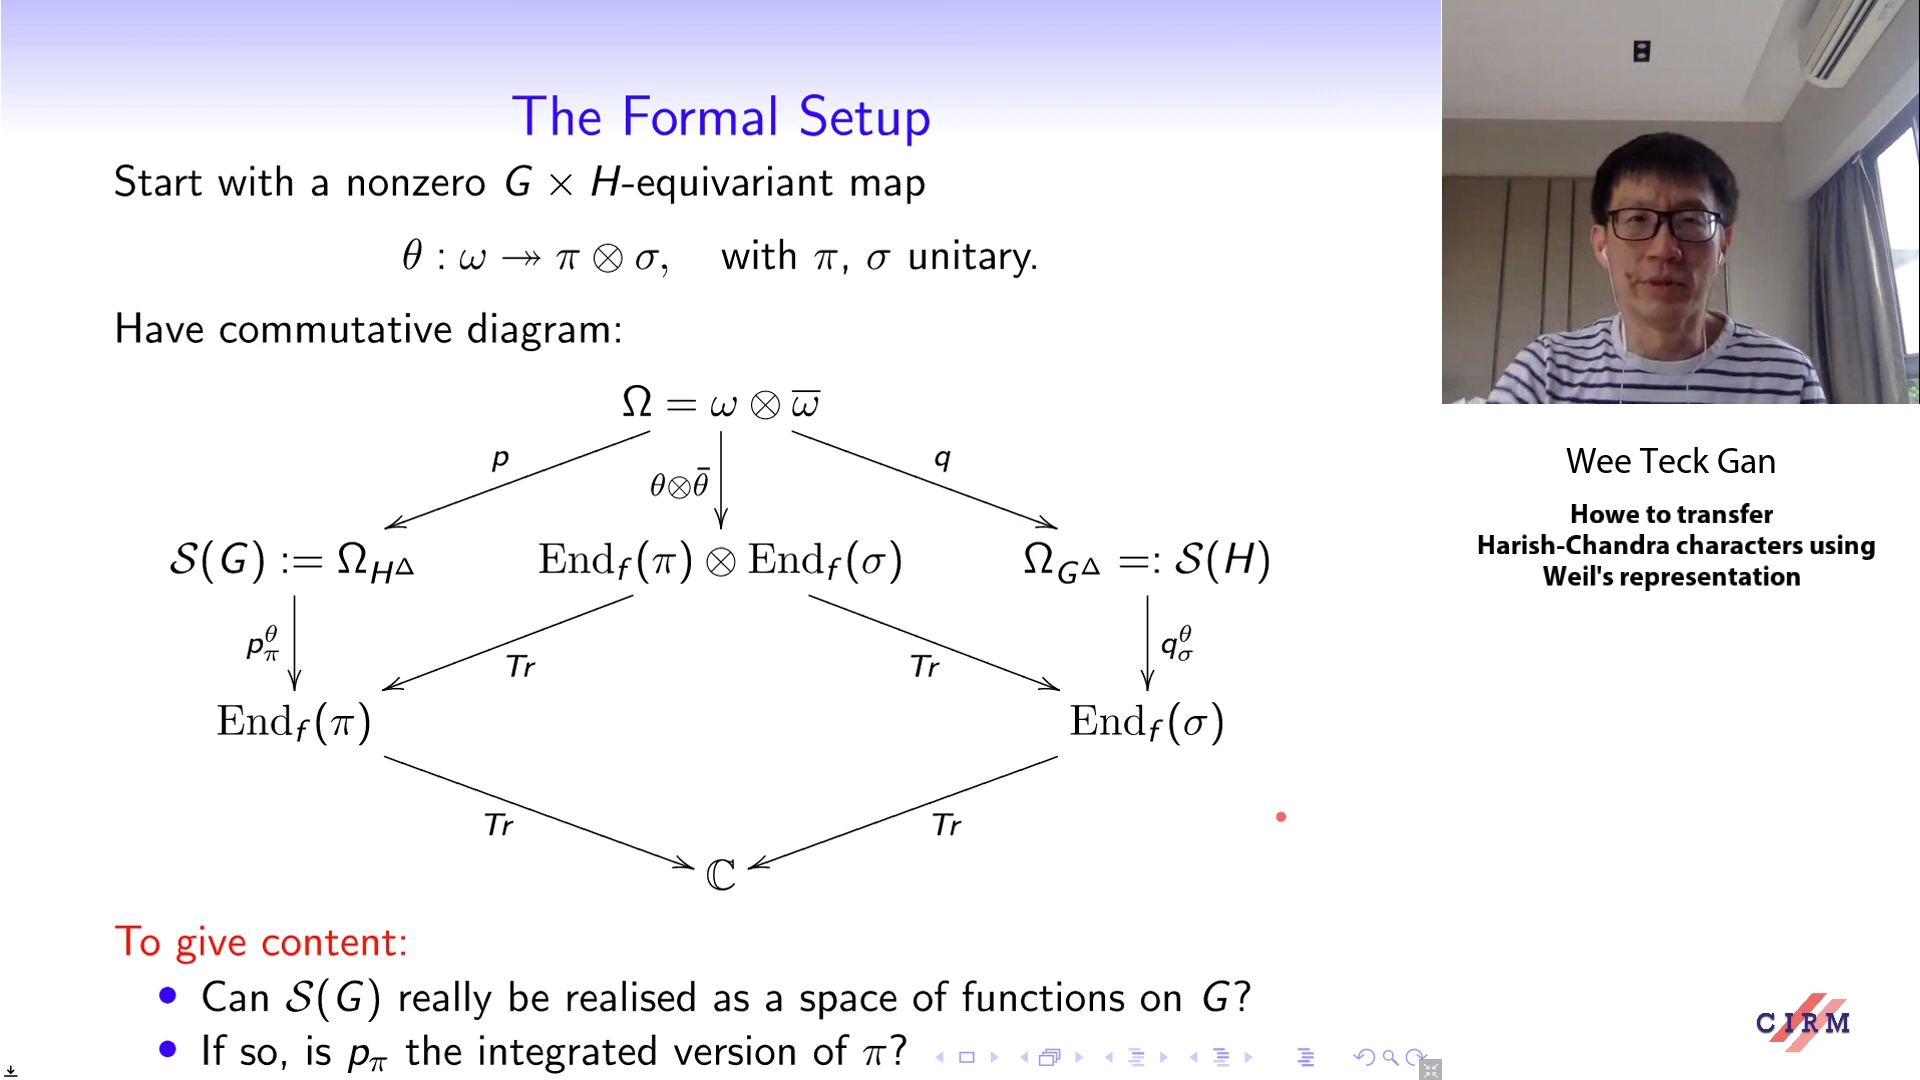 The Formal Setup
Start with a nonzero G × H-equivariant map
θ : ω ↠ π ⊗ σ, with π, σ unitary.
Have commutative diagram:
Ω = ω ⊗ ω̅
p
θ⊗θ̄
q
𝒮(G) := Ω_{H^Δ}
End_f(π) ⊗ End_f(σ)
Ω_{G^Δ} =: 𝒮(H)
p_π^θ
Tr
Tr
q_σ^θ
End_f(π)
End_f(σ)
Tr
Tr
ℂ
To give content:
• Can 𝒮(G) really be realised as a space of functions on G?
• If so, is p_π the integrated version of π?
Wee Teck Gan
Howe to transfer
Harish-Chandra characters using
Weil's representation
CIRM